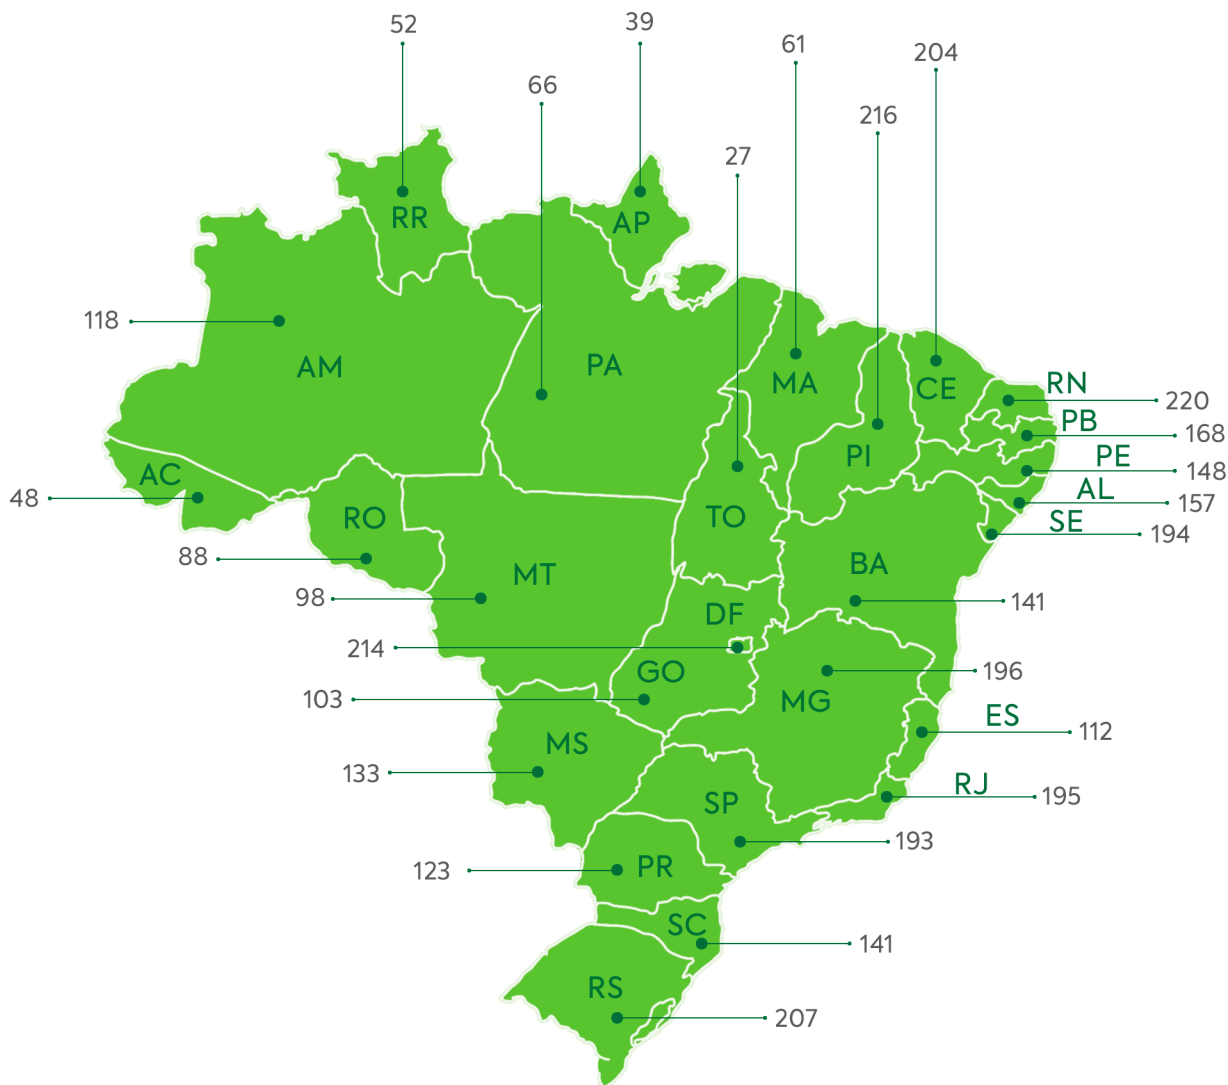 52
39
61
204
66
216
27
RR
AP
118
AM
PA
MA
CE
RN
220
PB
168
PI
PE
148
AC
48
AL
157
RO
TO
SE
194
88
MT
BA
98
141
DF
214
GO
196
103
MG
ES
112
MS
133
RJ
195
SP
193
123
PR
SC
141
RS
207